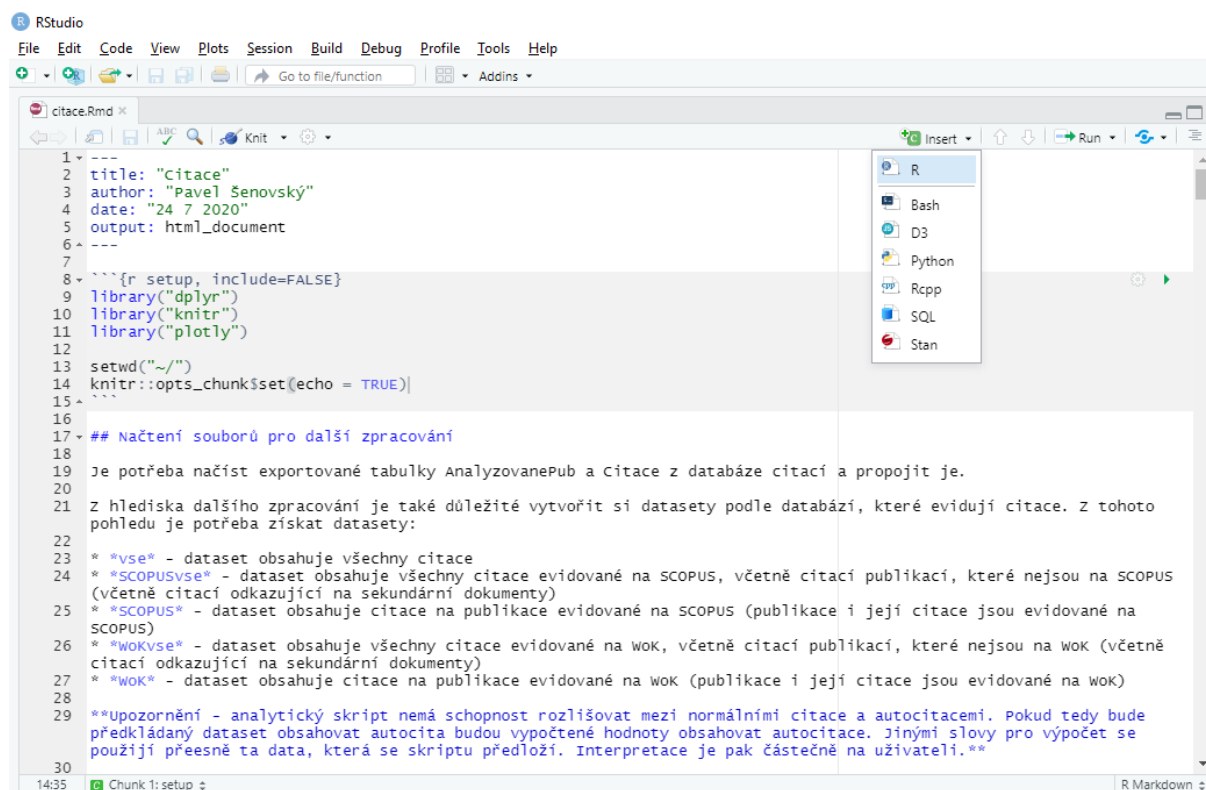 RStudio
File Edit Code View Plots Session Build Debug Profile Tools Help
Go to file/function Addins
citace.Rmd
ABC Knit Insert Run
1 ---
2 title: "Citace"
3 author: "Pavel Šenovský"
4 date: "24 7 2020"
5 output: html_document
6 ---
7
8 ```{r setup, include=FALSE}
9 library("dplyr")
10 library("knitr")
11 library("plotly")
12
13 setwd("~/")
14 knitr::opts_chunk$set(echo = TRUE)
15 ```
R
Bash
D3
Python
Rcpp
SQL
Stan
16
17 ## Načtení souborů pro další zpracování
18
19 Je potřeba načíst exportované tabulky AnalyzovanePub a Citace z databáze citací a propojit je.
20
21 Z hlediska dalšího zpracování je také důležité vytvořit si datasety podle databází, které evidují citace. Z tohoto
pohledu je potřeba získat datasety:
22
23 * *vse* - dataset obsahuje všechny citace
24 * *SCOPUSvse* - dataset obsahuje všechny citace evidované na SCOPUS, včetně citací publikací, které nejsou na SCOPUS
(včetně citací odkazující na sekundární dokumenty)
25 * *SCOPUS* - dataset obsahuje citace na publikace evidované na SCOPUS (publikace i její citace jsou evidované na
SCOPUS)
26 * *WoKvse* - dataset obsahuje všechny citace evidované na WoK, včetně citací publikací, které nejsou na WoK (včetně
citací odkazující na sekundární dokumenty)
27 * *WoK* - dataset obsahuje citace na publikace evidované na WoK (publikace i její citace jsou evidované na WoK)
28
29 **Upozornění - analytický skript nemá schopnost rozlišovat mezi normálními citace a autocitacemi. Pokud tedy bude
předkládaný dataset obsahovat autocita budou vypočtené hodnoty obsahovat autocitace. Jinými slovy pro výpočet se
použijí přeesně ta data, která se skriptu předloží. Interpretace je pak částečně na uživateli.**
30
14:35 Chunk 1: setup R Markdown